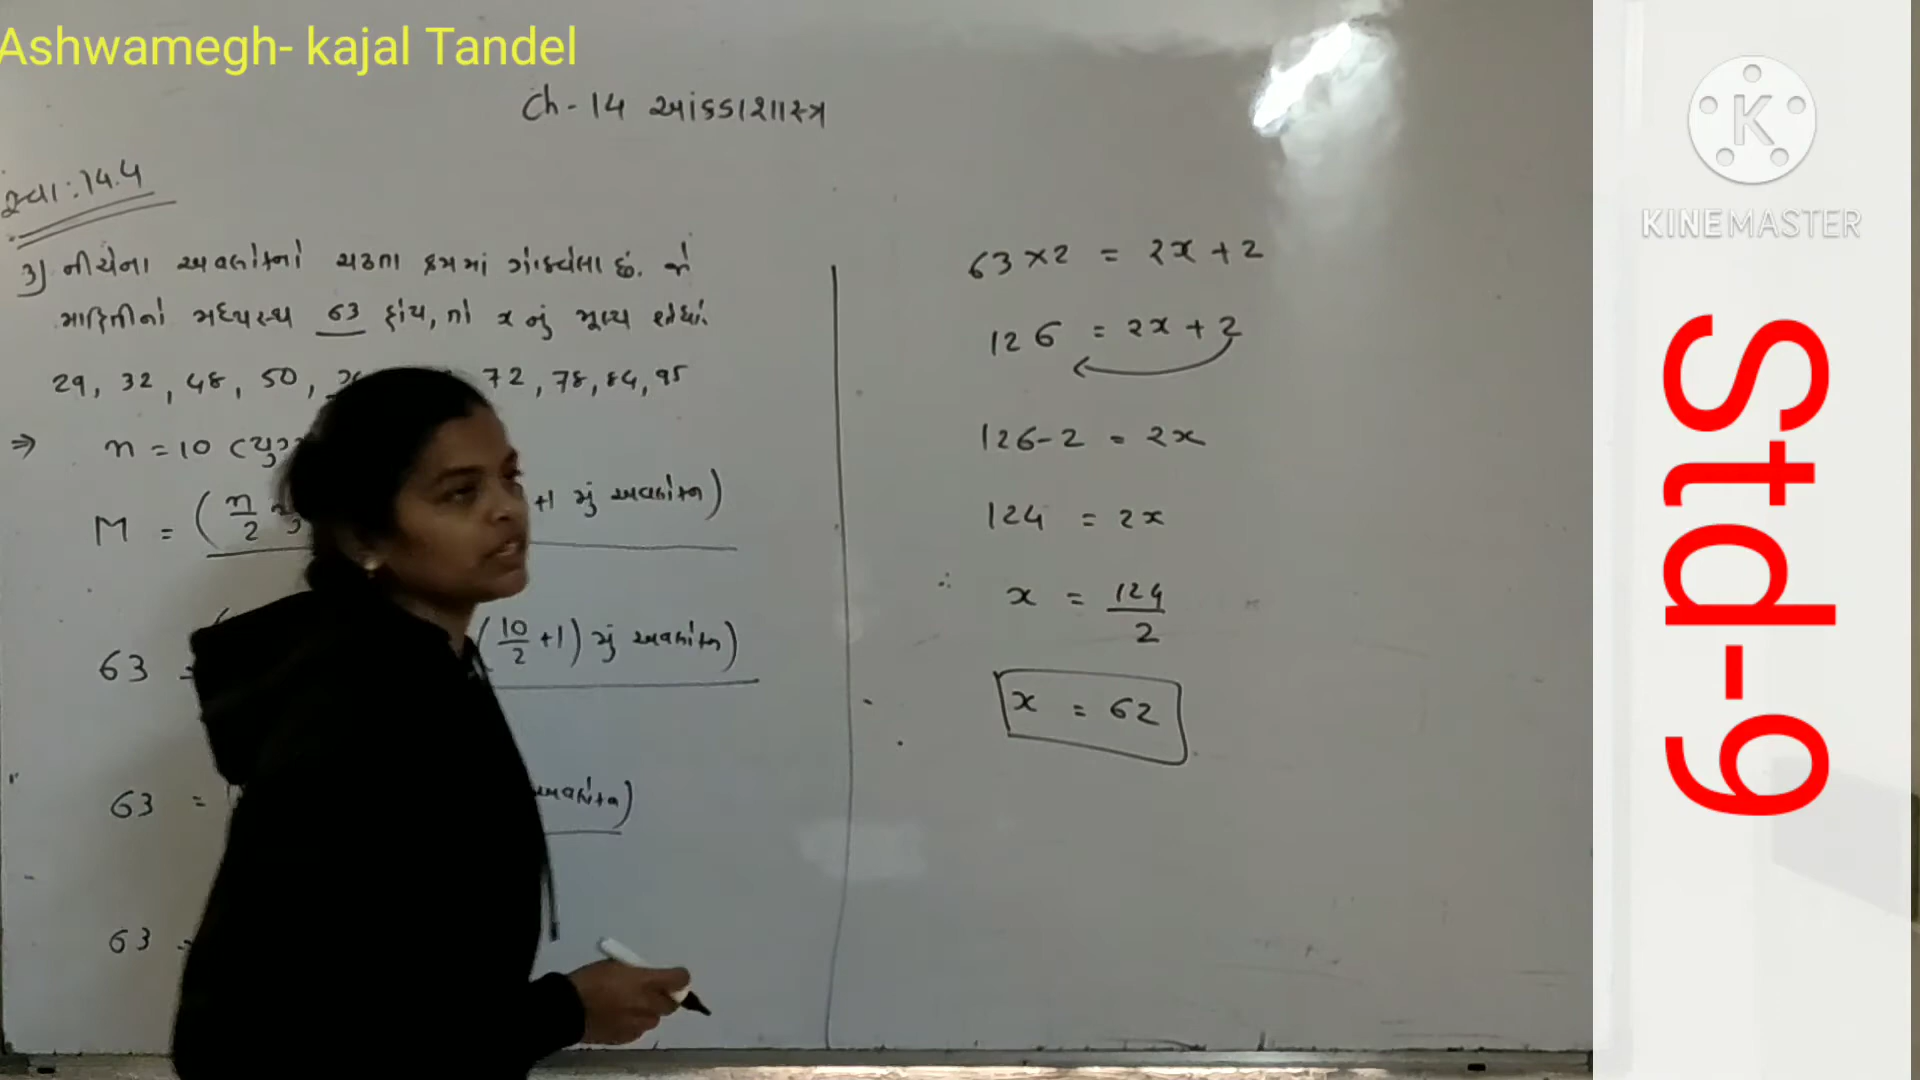 Ashwamegh- kajal Tandel
Ch - 14 આંકડાશાસ્ત્ર
સ્વા : 14.4
3) નીચેના અવલોકનો ચડતા ક્રમમાં ગોઠવેલા છે. જો
માહિતીનો મધ્યસ્થ 63 હોય, તો x નું મૂલ્ય શોધો.
29, 32, 48, 50, 72, 78, 84, 95
⇒ n = 10 (યુગ્
M = ( n/2 +1 મું અવલોકન )
63 ( 10/2 +1 ) મું અવલોકન )
63 = અવલોકન )
63 =
63 × 2 = 2x + 2
126 = 2x + 2
126 - 2 = 2x
124 = 2x
∴ x = 124/2
x = 62
K
KINEMASTER
Std-9